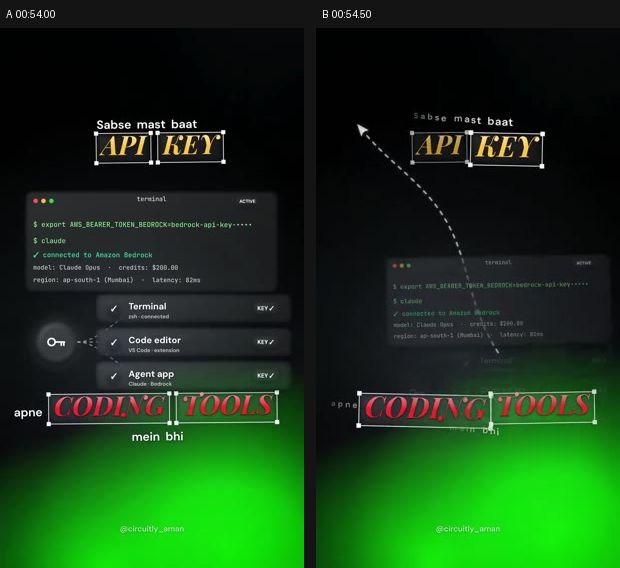 A 00:54.00
Sabse mast baat
API KEY
terminal
ACTIVE
$ export AWS_BEARER_TOKEN_BEDROCK=bedrock-api-key-••••
$ claude
✓ connected to Amazon Bedrock
model: Claude Opus · credits: $200.00
region: ap-south-1 (Mumbai) · latency: 82ms
✓ Terminal
zsh · connected
KEY ✓
✓ Code editor
VS Code · extension
KEY ✓
✓ Agent app
Claude · Bedrock
KEY ✓
apne CODING TOOLS
mein bhi
@circuitly_aman
B 00:54.50
Sabse mast baat
API KEY
terminal
ACTIVE
$ export AWS_BEARER_TOKEN_BEDROCK=bedrock-api-key-••••
$ claude
✓ connected to Amazon Bedrock
model: Claude Opus · credits: $200.00
region: ap-south-1 (Mumbai) · latency: 82ms
Terminal
apne CODING TOOLS
mein bhi
@circuitly_aman